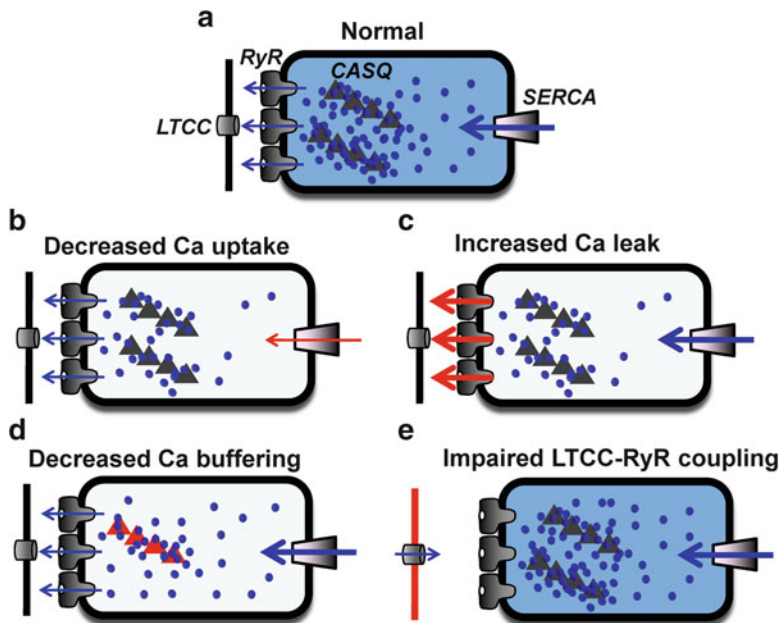 a
Normal
RyR
CASQ
SERCA
LTCC
b
Decreased Ca uptake
c
Increased Ca leak
d
Decreased Ca buffering
e
Impaired LTCC-RyR coupling